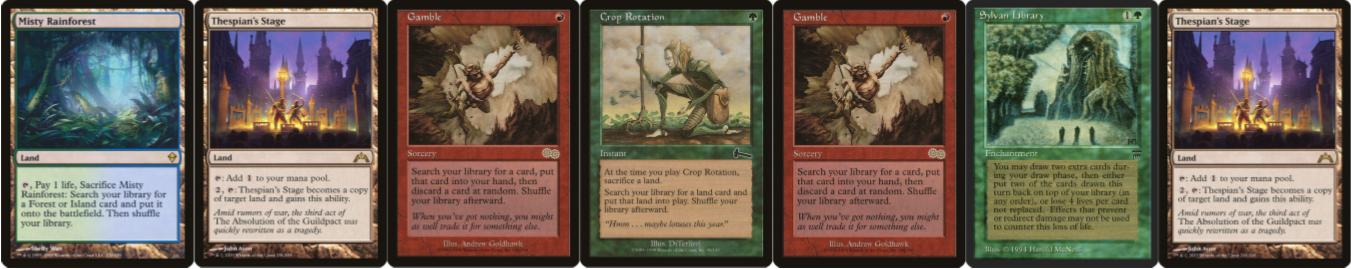 Misty Rainforest
Land
, Pay 1 life, Sacrifice Misty
Rainforest: Search your library for
a Forest or Island card and put it
onto the battlefield. Then shuffle
your library.
Shelly Wan
Thespian's Stage
Land
: Add 1 to your mana pool.
2, : Thespian's Stage becomes a copy
of target land and gains this ability.
Amid rumors of war, the third act of
The Absolution of the Guildpact was
quickly rewritten as a tragedy.
John Avon
Gamble
Sorcery
Search your library for a card, put
that card into your hand, then
discard a card at random. Shuffle
your library afterward.
When you've got nothing, you might
as well trade it for something else.
Illus. Andrew Goldhawk
Crop Rotation
Instant
At the time you play Crop Rotation,
sacrifice a land.
Search your library for a land card and
put that land into play. Shuffle your
library afterward.
"Hmm . . . maybe lotuses this year."
Illus. DiTerlizzi
Gamble
Sorcery
Search your library for a card, put
that card into your hand, then
discard a card at random. Shuffle
your library afterward.
When you've got nothing, you might
as well trade it for something else.
Illus. Andrew Goldhawk
Sylvan Library
1
Enchantment
You may draw two extra cards dur-
ing your draw phase, then either
put two of the cards drawn this
turn back on top of your library (in
any order), or lose 4 lives per card
not replaced. Effects that prevent
or redirect damage may not be used
to counter this loss of life.
Illus. © 1994 Harold McNeill
Thespian's Stage
Land
: Add 1 to your mana pool.
2, : Thespian's Stage becomes a copy
of target land and gains this ability.
Amid rumors of war, the third act of
The Absolution of the Guildpact was
quickly rewritten as a tragedy.
John Avon